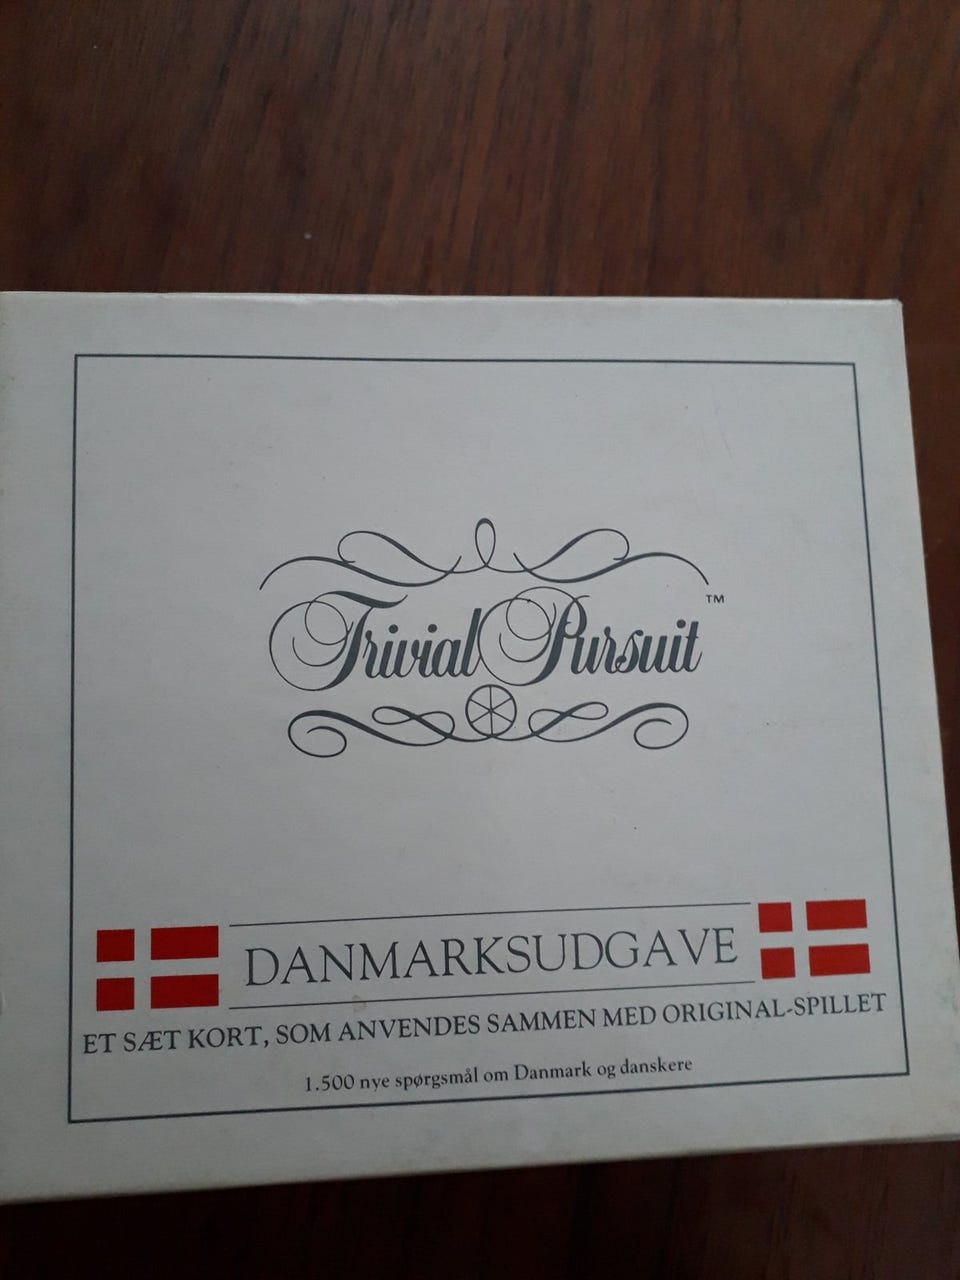 Trivial Pursuit™
DANMARKSUDGAVE
ET SÆT KORT, SOM ANVENDES SAMMEN MED ORIGINAL-SPILLET
1.500 nye spørgsmål om Danmark og danskere